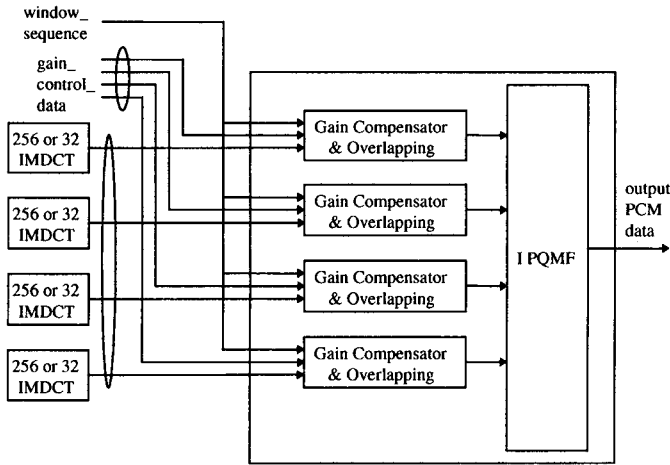 window_
sequence
gain_
control_
data
256 or 32
IMDCT
Gain Compensator
& Overlapping
256 or 32
IMDCT
Gain Compensator
& Overlapping
256 or 32
IMDCT
Gain Compensator
& Overlapping
256 or 32
IMDCT
Gain Compensator
& Overlapping
I PQMF
output
PCM
data